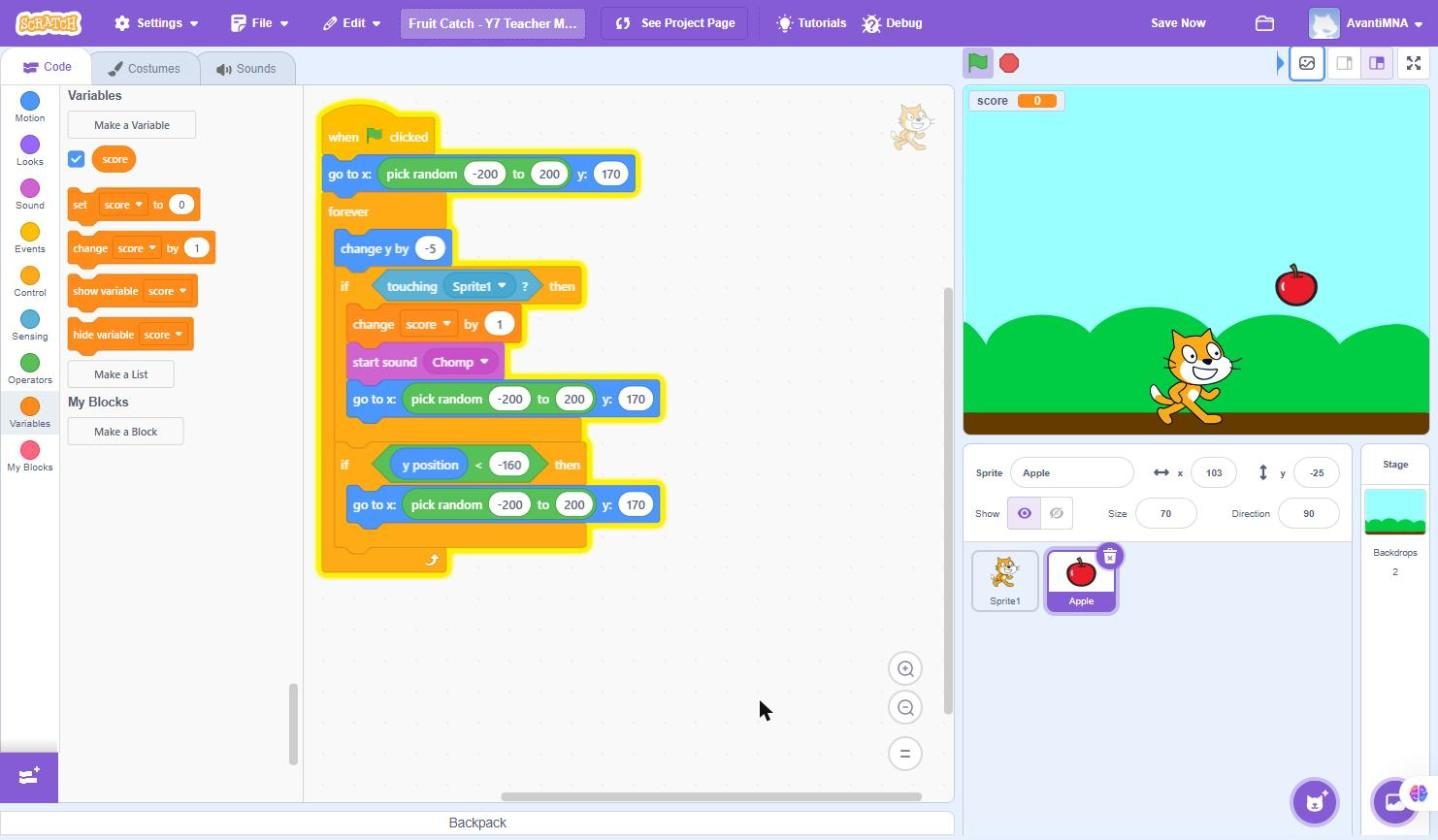 SCRATCH Settings File Edit Fruit Catch - Y7 Teacher M... See Project Page Tutorials Debug Save Now AvantiMNA
Code Costumes Sounds
Motion
Looks
Sound
Events
Control
Sensing
Operators
Variables
My Blocks
Variables
Make a Variable
score
set score to 0
change score by 1
show variable score
hide variable score
Make a List
My Blocks
Make a Block
when clicked
go to x: pick random -200 to 200 y: 170
forever
change y by -5
if touching Sprite1 ? then
change score by 1
start sound Chomp
go to x: pick random -200 to 200 y: 170
if y position < -160 then
go to x: pick random -200 to 200 y: 170
score 0
Sprite Apple x 103 y -25
Show Size 70 Direction 90
Sprite1
Apple
Stage
Backdrops
2
Backpack